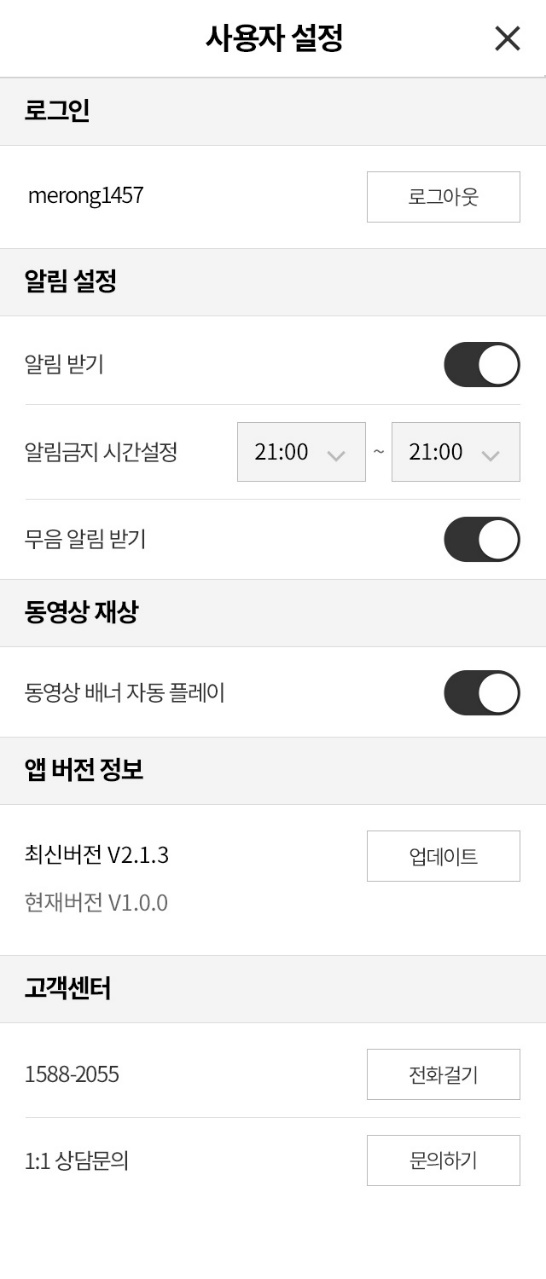 사용자 설정
로그인
merong1457 로그아웃
알림 설정
알림 받기
알림금지 시간설정 21:00 ~ 21:00
무음 알림 받기
동영상 재상
동영상 배너 자동 플레이
앱 버전 정보
최신버전 V2.1.3 업데이트
현재버전 V1.0.0
고객센터
1588-2055 전화걸기
1:1 상담문의 문의하기